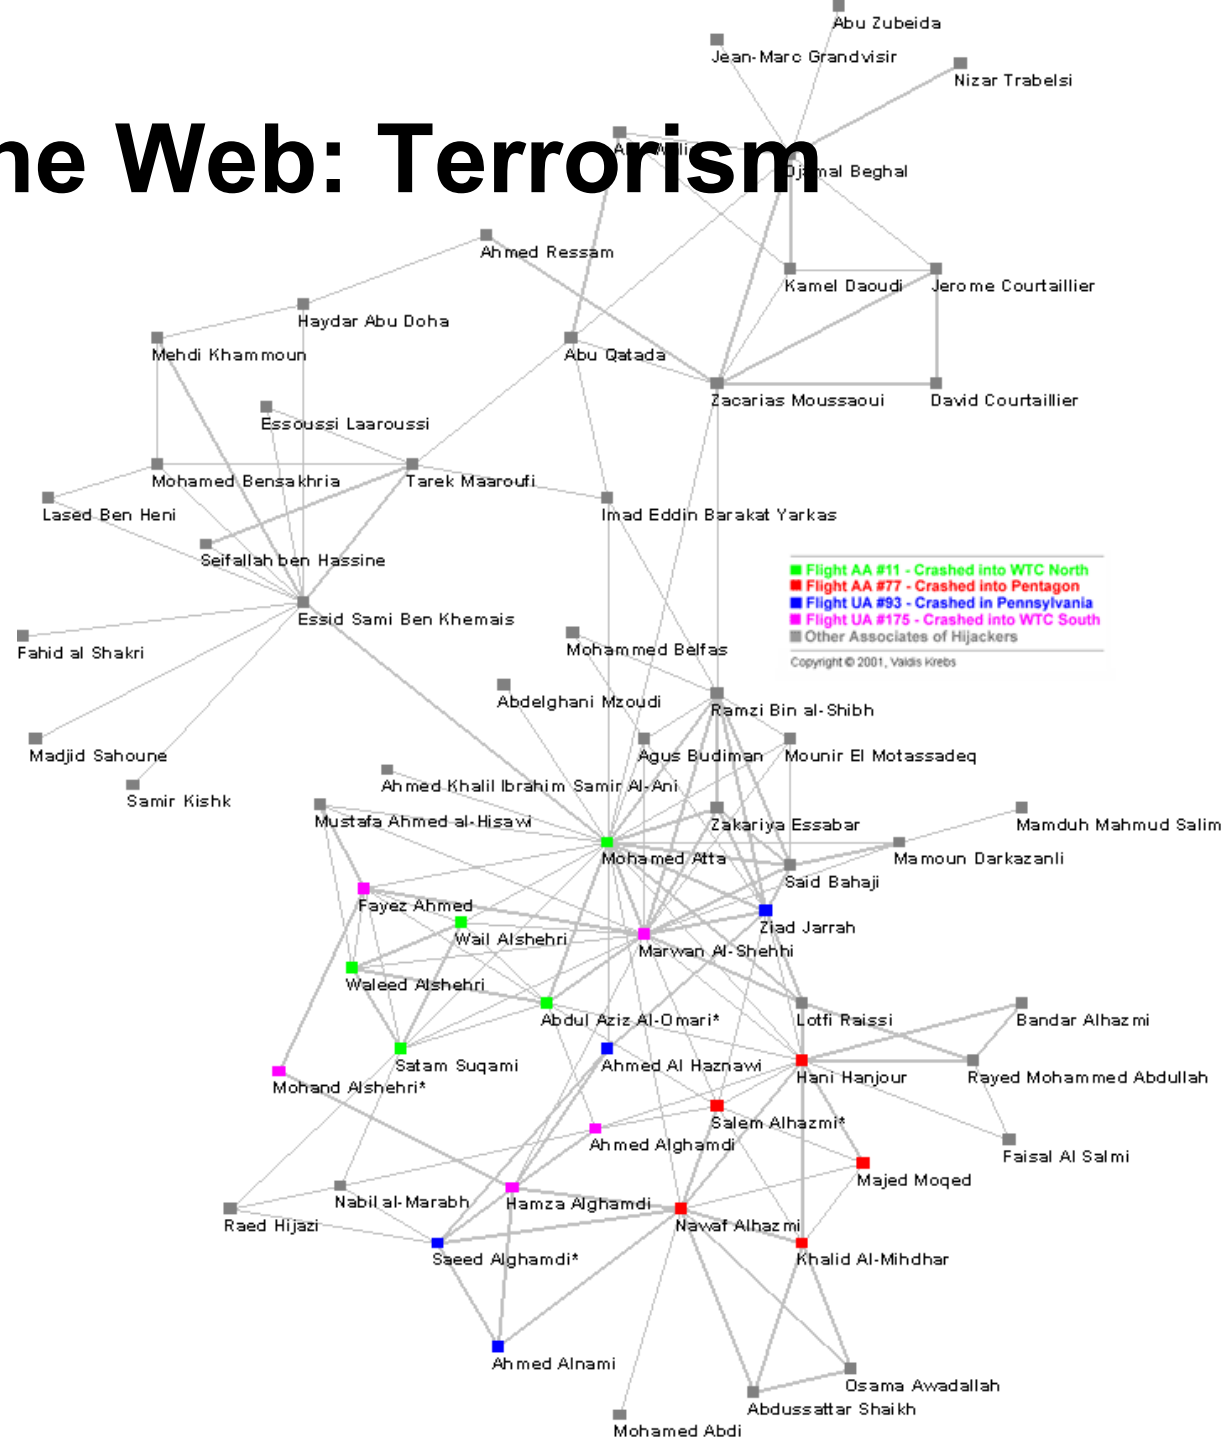 Abu Zubeida
Jean-Marc Grandvisir
Nizar Trabelsi
ne Web: Terrorism
Djamal Beghal
Ahmed Ressam
Kamel Daoudi
Jerome Courtaillier
Haydar Abu Doha
Mehdi Khammoun
Abu Qatada
Zacarias Moussaoui
David Courtaillier
Essoussi Laaroussi
Mohamed Bensakhria
Tarek Maaroufi
Lased Ben Heni
Imad Eddin Barakat Yarkas
Seifallah ben Hassine
Flight AA #11 - Crashed into WTC North
Flight AA #77 - Crashed into Pentagon
Flight UA #93 - Crashed in Pennsylvania
Flight UA #175 - Crashed into WTC South
Other Associates of Hijackers
Copyright © 2001, Valdis Krebs
Essid Sami Ben Khemais
Fahid al Shakri
Mohammed Belfas
Abdelghani Mzoudi
Ramzi Bin al-Shibh
Madjid Sahoune
Agus Budiman
Mounir El Motassadeq
Ahmed Khalil Ibrahim Samir Al-Ani
Samir Kishk
Mustafa Ahmed al-Hisawi
Zakariya Essabar
Mamduh Mahmud Salim
Mohamed Atta
Mamoun Darkazanli
Said Bahaji
Fayez Ahmed
Ziad Jarrah
Wail Alshehri
Marwan Al-Shehhi
Waleed Alshehri
Abdul Aziz Al-Omari*
Lotfi Raissi
Bandar Alhazmi
Satam Suqami
Ahmed Al Haznawi
Hani Hanjour
Rayed Mohammed Abdullah
Mohand Alshehri*
Salem Alhazmi*
Ahmed Alghamdi
Faisal Al Salmi
Majed Moqed
Nabil al-Marabh
Hamza Alghamdi
Raed Hijazi
Nawaf Alhazmi
Saeed Alghamdi*
Khalid Al-Mihdhar
Ahmed Alnami
Osama Awadallah
Abdussattar Shaikh
Mohamed Abdi